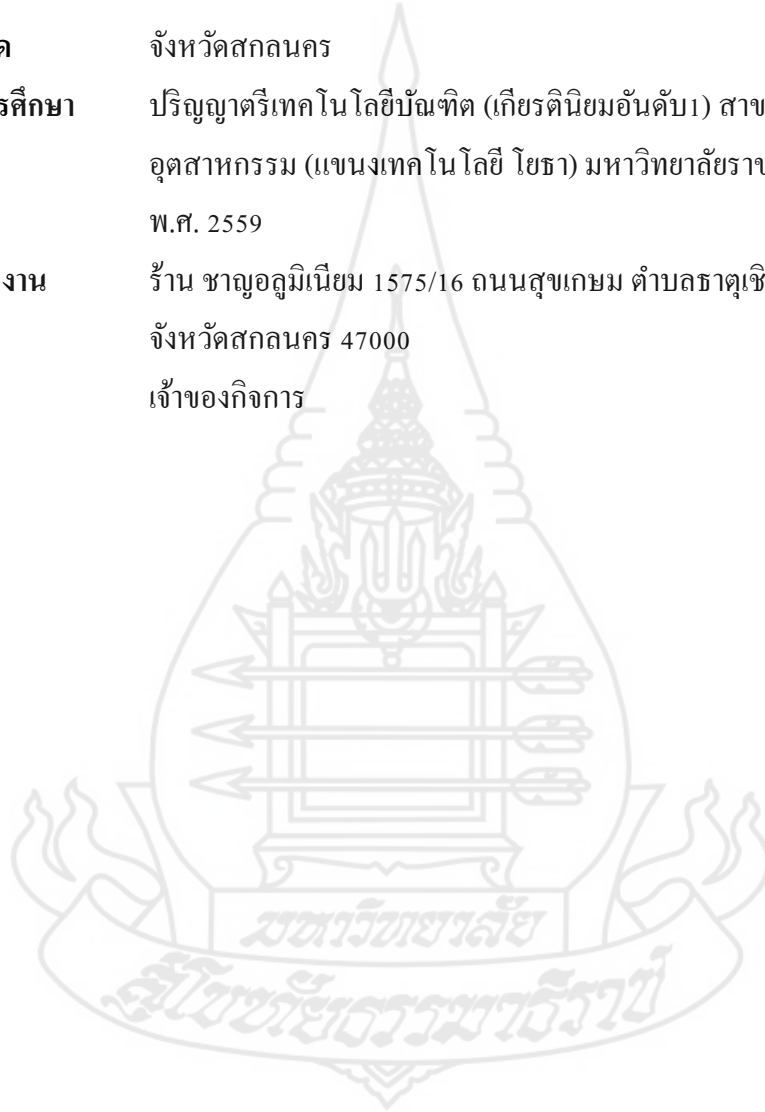 ด จังหวัดสกลนคร
รศึกษา ปริญญาตรีเทคโนโลยีบัณฑิต (เกียรตินิยมอันดับ1) สาข
อุตสาหกรรม (แขนงเทคโนโลยี โยธา) มหาวิทยาลัยราช
พ.ศ. 2559
งาน ร้าน ชาญอลูมิเนียม 1575/16 ถนนสุขเกษม ตำบลธาตุเชิ
จังหวัดสกลนคร 47000
เจ้าของกิจการ
มหาวิทยาลัย
สุโขทัยธรรมาธิราช